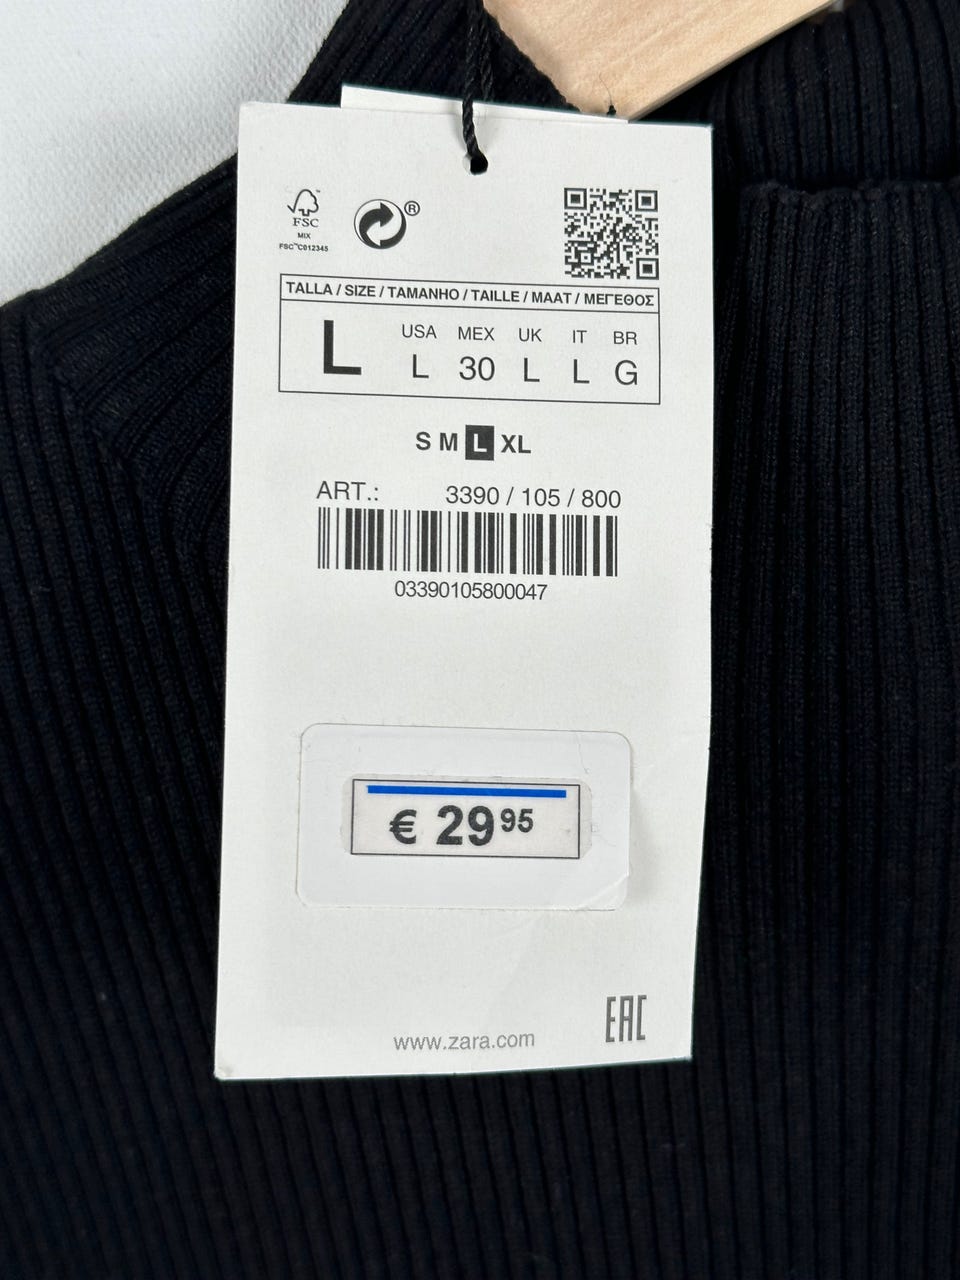 FSC
MIX
FSC™C012345
®
TALLA / SIZE / TAMANHO / TAILLE / MAAT / ΜΕΓΕΘΟΣ
L
USA MEX UK IT BR
L 30 L L G
S M L XL
ART.: 3390 / 105 / 800
03390105800047
€ 29 95
www.zara.com
EAC